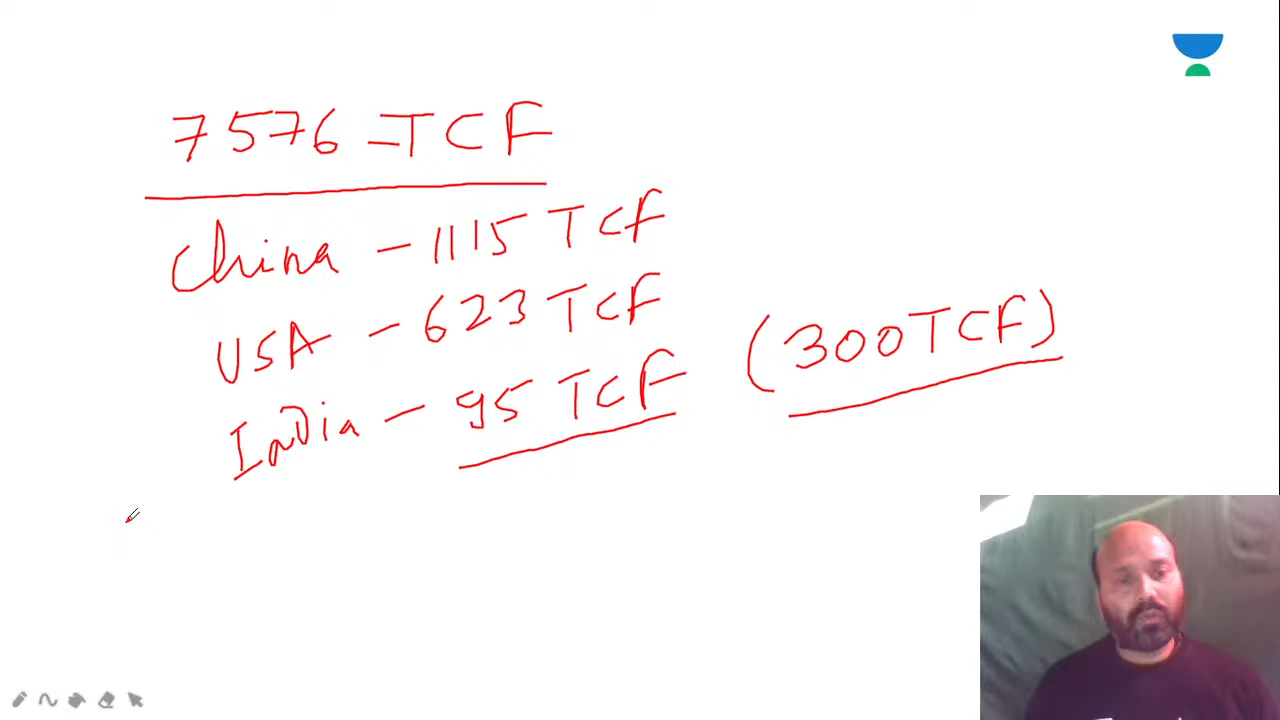 7576 - TCF
China - 1115 TCF
USA - 623 TCF
India - 95 TCF (300 TCF)